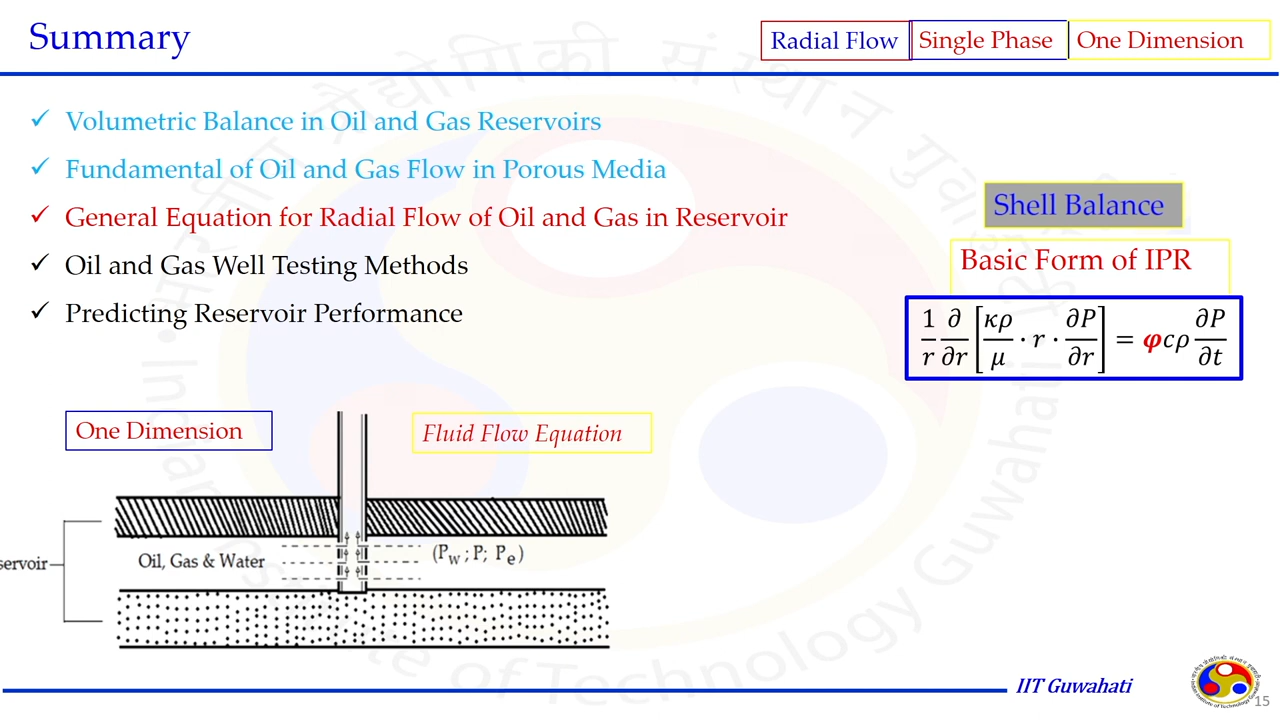 Summary
Radial Flow Single Phase One Dimension
✓ Volumetric Balance in Oil and Gas Reservoirs
✓ Fundamental of Oil and Gas Flow in Porous Media
✓ General Equation for Radial Flow of Oil and Gas in Reservoir
✓ Oil and Gas Well Testing Methods
✓ Predicting Reservoir Performance
Shell Balance
Basic Form of IPR
1/r ∂/∂r [κρ/μ · r · ∂P/∂r] = φcρ ∂P/∂t
One Dimension
Fluid Flow Equation
servoir
Oil, Gas & Water
(Pw ; P; Pe)
IIT Guwahati
15